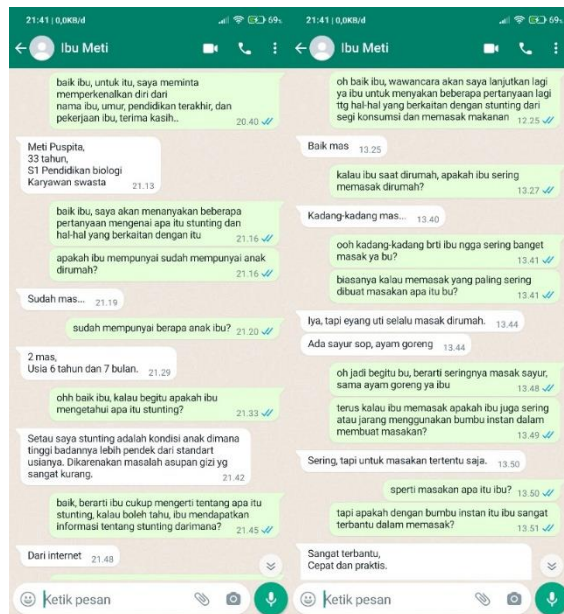 21:41 | 0,0KB/d
69%
Ibu Meti
baik ibu, untuk itu, saya meminta
memperkenalkan diri dari
nama ibu, umur, pendidikan terakhir, dan
pekerjaan ibu, terima kasih..
20.40
Meti Puspita,
33 tahun,
S1 Pendidikan biologi
Karyawan swasta
21.13
baik ibu, saya akan menanyakan beberapa
pertanyaan mengenai apa itu stunting dan
hal-hal yang berkaitan dengan itu
21.16
apakah ibu mempunyai sudah mempunyai anak
dirumah?
21.16
Sudah mas...
21.19
sudah mempunyai berapa anak ibu?
21.20
2 mas,
Usia 6 tahun dan 7 bulan.
21.29
ohh baik ibu, kalau begitu apakah ibu
mengetahui apa itu stunting?
21.33
Setau saya stunting adalah kondisi anak dimana
tinggi badannya lebih pendek dari standart
usianya. Dikarenakan masalah asupan gizi yg
sangat kurang.
21.42
baik, berarti ibu cukup mengerti tentang apa itu
stunting, kalau boleh tahu, ibu mendapatkan
informasi tentang stunting darimana?
21.45
Dari internet
21.48
Ketik pesan
21:41 | 0,0KB/d
69%
Ibu Meti
oh baik ibu, wawancara akan saya lanjutkan lagi
ya ibu untuk menyakan beberapa pertanyaan lagi
ttg hal-hal yang berkaitan dengan stunting dari
segi konsumsi dan memasak makanan
12.25
Baik mas
13.25
kalau ibu saat dirumah, apakah ibu sering
memasak dirumah?
13.27
Kadang-kadang mas...
13.40
ooh kadang-kadang brti ibu ngga sering banget
masak ya bu?
13.41
biasanya kalau memasak yang paling sering
dibuat masakan apa itu bu?
13.41
Iya, tapi eyang uti selalu masak dirumah.
13.44
Ada sayur sop, ayam goreng
13.44
oh jadi begitu bu, berarti seringnya masak sayur,
sama ayam goreng ya ibu
13.48
terus kalau ibu memasak apakah ibu juga sering
atau jarang menggunakan bumbu instan dalam
membuat masakan?
13.49
Sering, tapi untuk masakan tertentu saja.
13.50
sperti masakan apa itu ibu?
13.50
tapi apakah dengan bumbu instan itu ibu sangat
terbantu dalam memasak?
13.51
Sangat terbantu,
Cepat dan praktis.
Ketik pesan